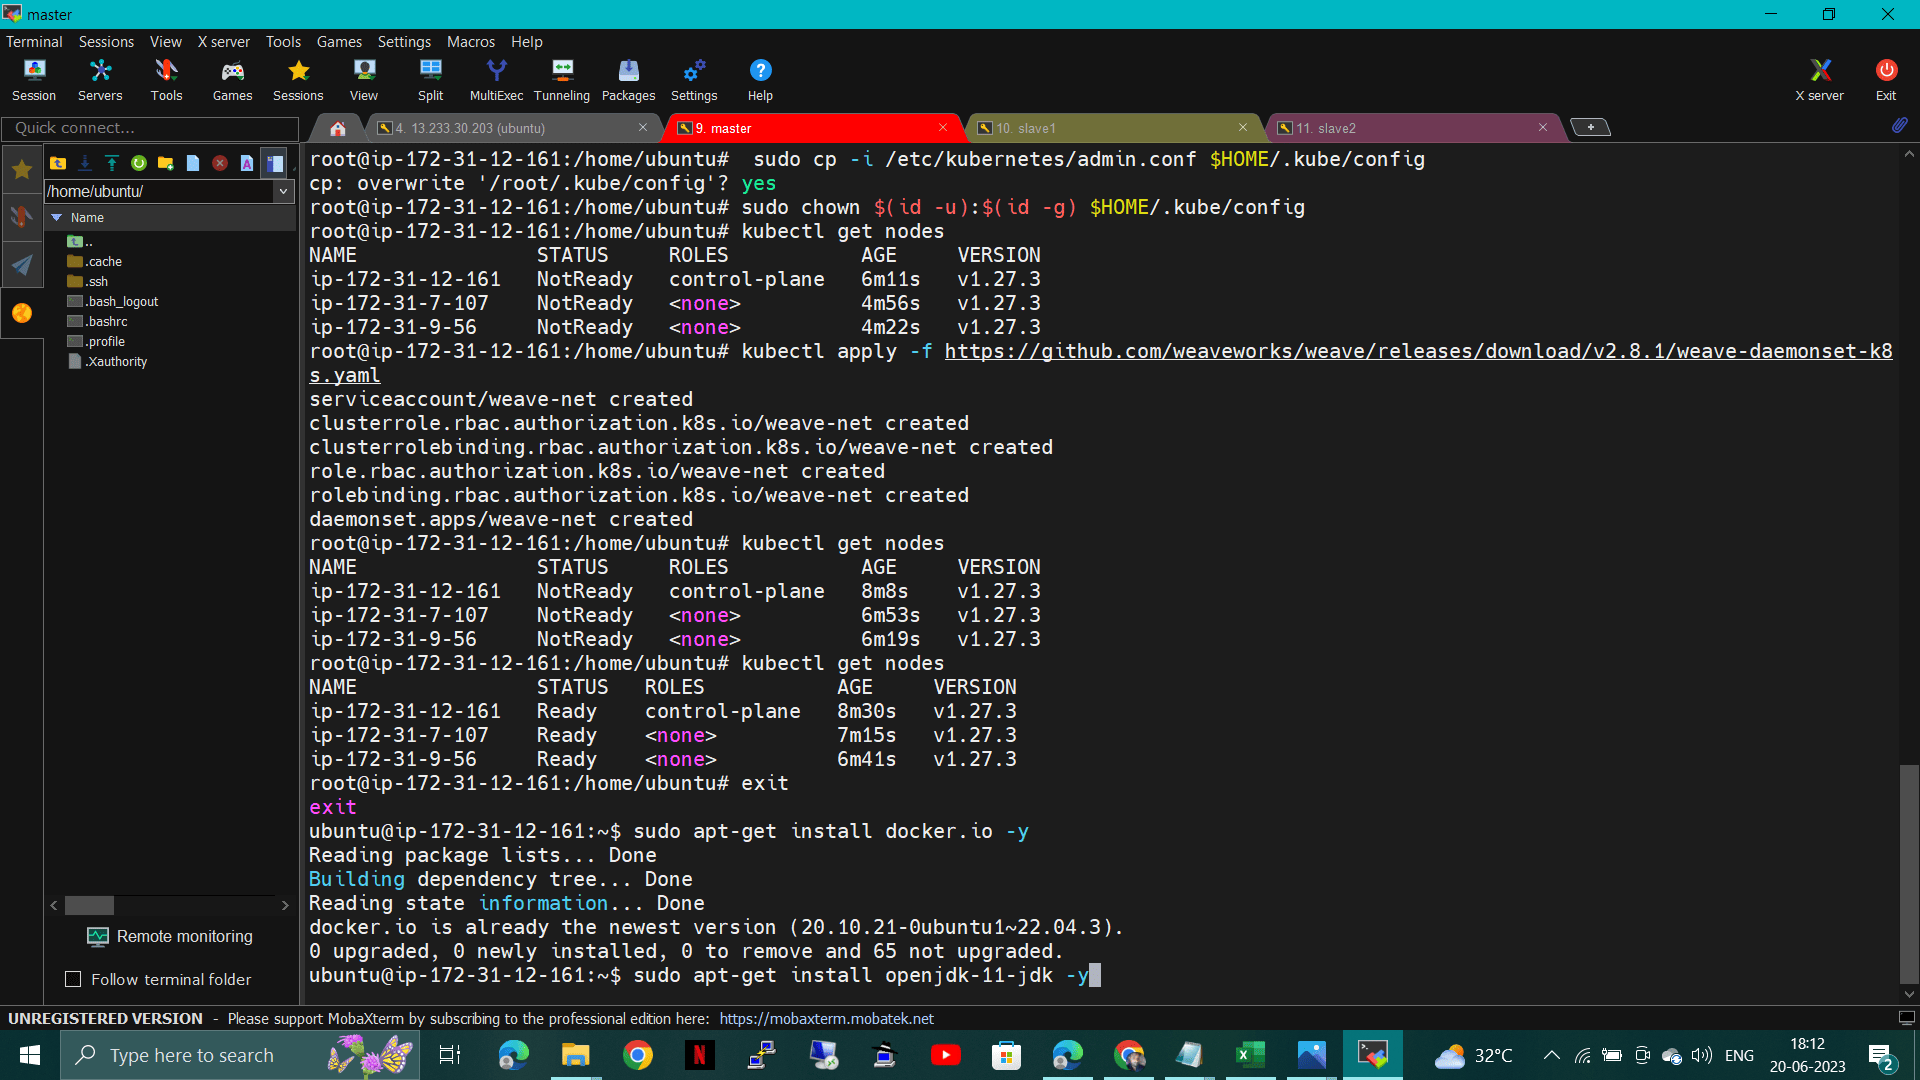 master
Terminal Sessions View X server Tools Games Settings Macros Help
Session Servers Tools Games Sessions View Split MultiExec Tunneling Packages Settings Help X server Exit
Quick connect...
4. 13.233.30.203 (ubuntu)
9. master
10. slave1
11. slave2
/home/ubuntu/
Name
..
.cache
.ssh
.bash_logout
.bashrc
.profile
.Xauthority
Remote monitoring
Follow terminal folder
root@ip-172-31-12-161:/home/ubuntu#  sudo cp -i /etc/kubernetes/admin.conf $HOME/.kube/config
cp: overwrite '/root/.kube/config'? yes
root@ip-172-31-12-161:/home/ubuntu# sudo chown $(id -u):$(id -g) $HOME/.kube/config
root@ip-172-31-12-161:/home/ubuntu# kubectl get nodes
NAME               STATUS     ROLES           AGE     VERSION
ip-172-31-12-161   NotReady   control-plane   6m11s   v1.27.3
ip-172-31-7-107    NotReady   <none>          4m56s   v1.27.3
ip-172-31-9-56     NotReady   <none>          4m22s   v1.27.3
root@ip-172-31-12-161:/home/ubuntu# kubectl apply -f https://github.com/weaveworks/weave/releases/download/v2.8.1/weave-daemonset-k8
s.yaml
serviceaccount/weave-net created
clusterrole.rbac.authorization.k8s.io/weave-net created
clusterrolebinding.rbac.authorization.k8s.io/weave-net created
role.rbac.authorization.k8s.io/weave-net created
rolebinding.rbac.authorization.k8s.io/weave-net created
daemonset.apps/weave-net created
root@ip-172-31-12-161:/home/ubuntu# kubectl get nodes
NAME               STATUS     ROLES           AGE     VERSION
ip-172-31-12-161   NotReady   control-plane   8m8s    v1.27.3
ip-172-31-7-107    NotReady   <none>          6m53s   v1.27.3
ip-172-31-9-56     NotReady   <none>          6m19s   v1.27.3
root@ip-172-31-12-161:/home/ubuntu# kubectl get nodes
NAME               STATUS   ROLES           AGE     VERSION
ip-172-31-12-161   Ready    control-plane   8m30s   v1.27.3
ip-172-31-7-107    Ready    <none>          7m15s   v1.27.3
ip-172-31-9-56     Ready    <none>          6m41s   v1.27.3
root@ip-172-31-12-161:/home/ubuntu# exit
exit
ubuntu@ip-172-31-12-161:~$ sudo apt-get install docker.io -y
Reading package lists... Done
Building dependency tree... Done
Reading state information... Done
docker.io is already the newest version (20.10.21-0ubuntu1~22.04.3).
0 upgraded, 0 newly installed, 0 to remove and 65 not upgraded.
ubuntu@ip-172-31-12-161:~$ sudo apt-get install openjdk-11-jdk -y
UNREGISTERED VERSION - Please support MobaXterm by subscribing to the professional edition here: https://mobaxterm.mobatek.net
Type here to search
32°C
ENG
18:12
20-06-2023
2